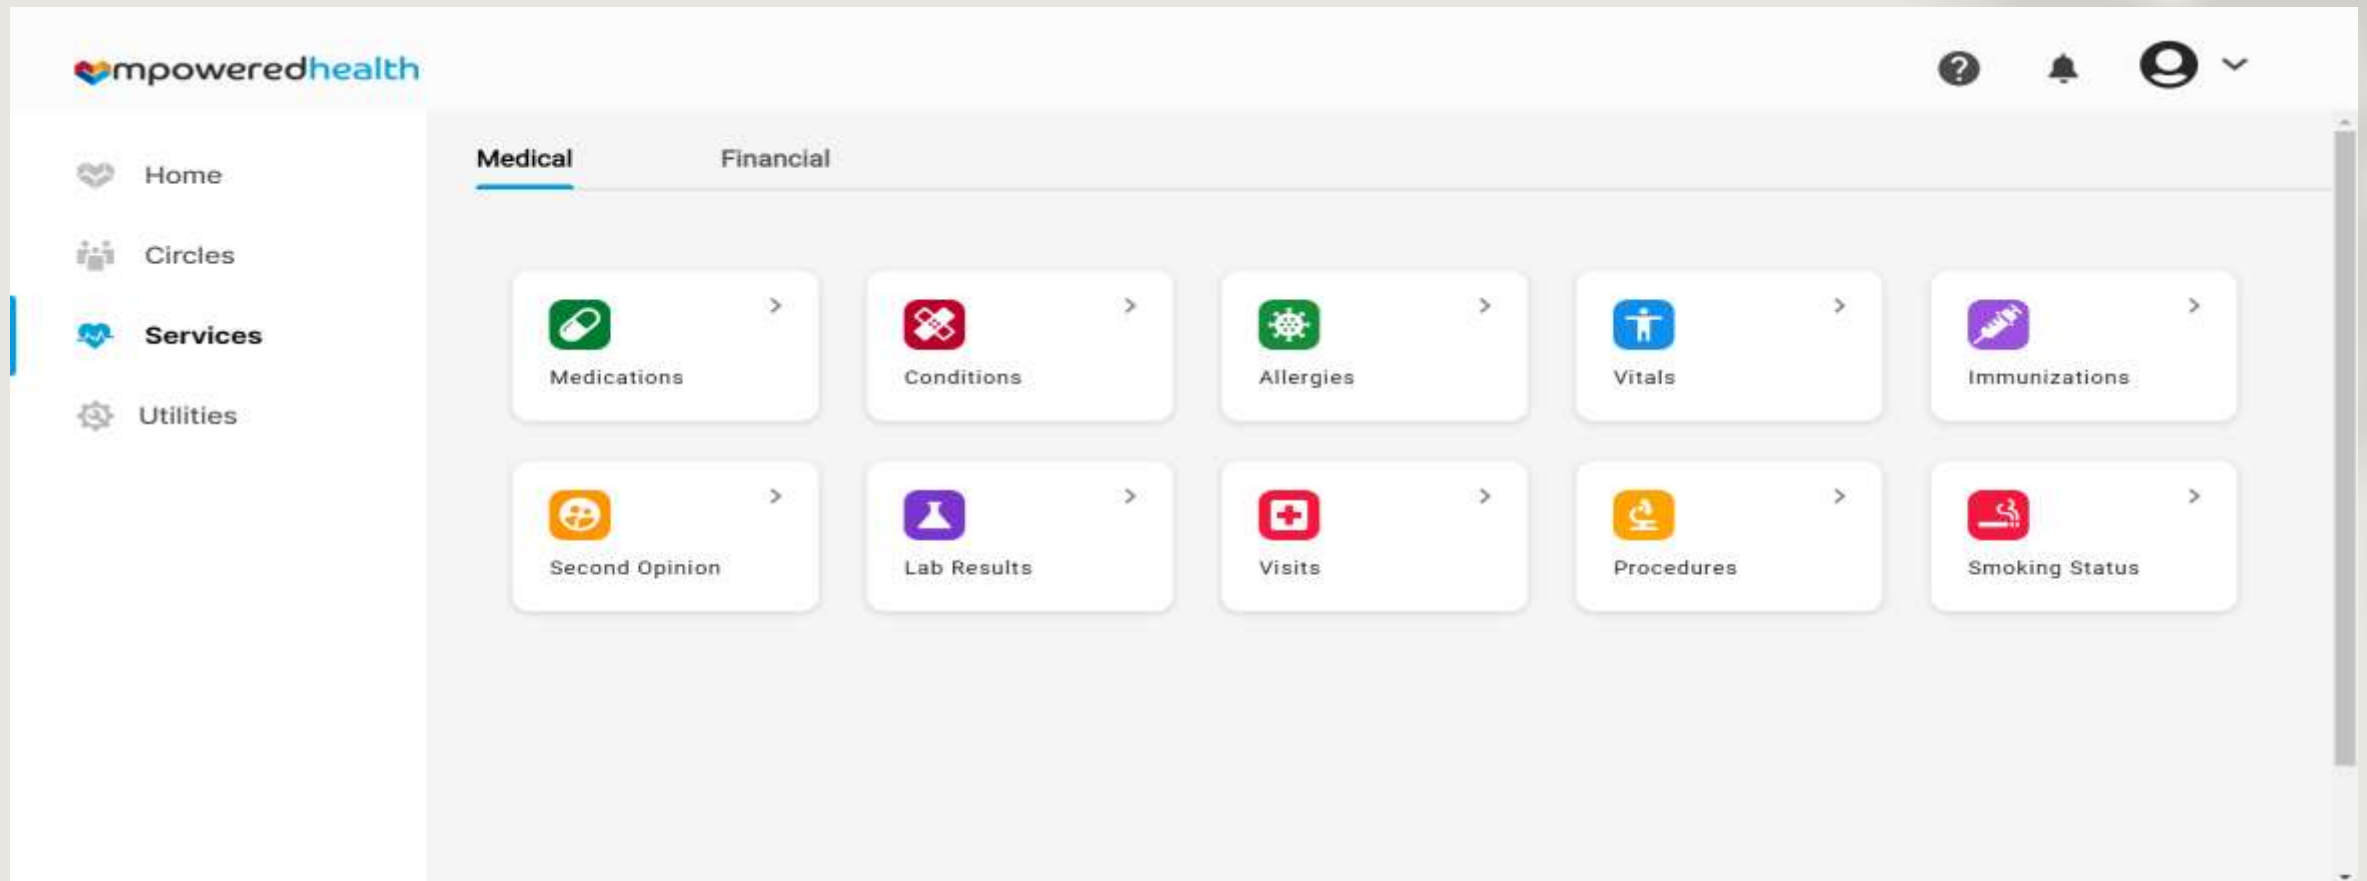 mpoweredhealth
Home
Circles
Services
Utilities
Medical Financial
Medications Conditions Allergies Vitals Immunizations
Second Opinion Lab Results Visits Procedures Smoking Status